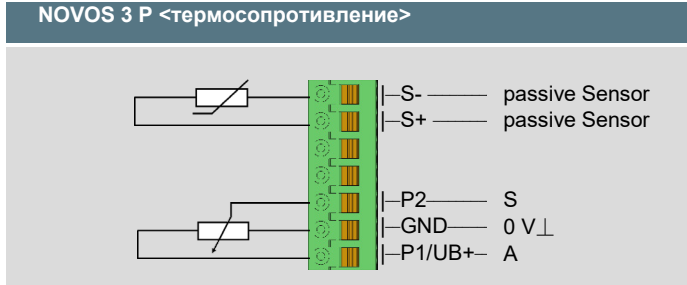 NOVOS 3 P <термосопротивление>
S- passive Sensor
S+ passive Sensor
P2 S
GND 0 V⊥
P1/UB+ A